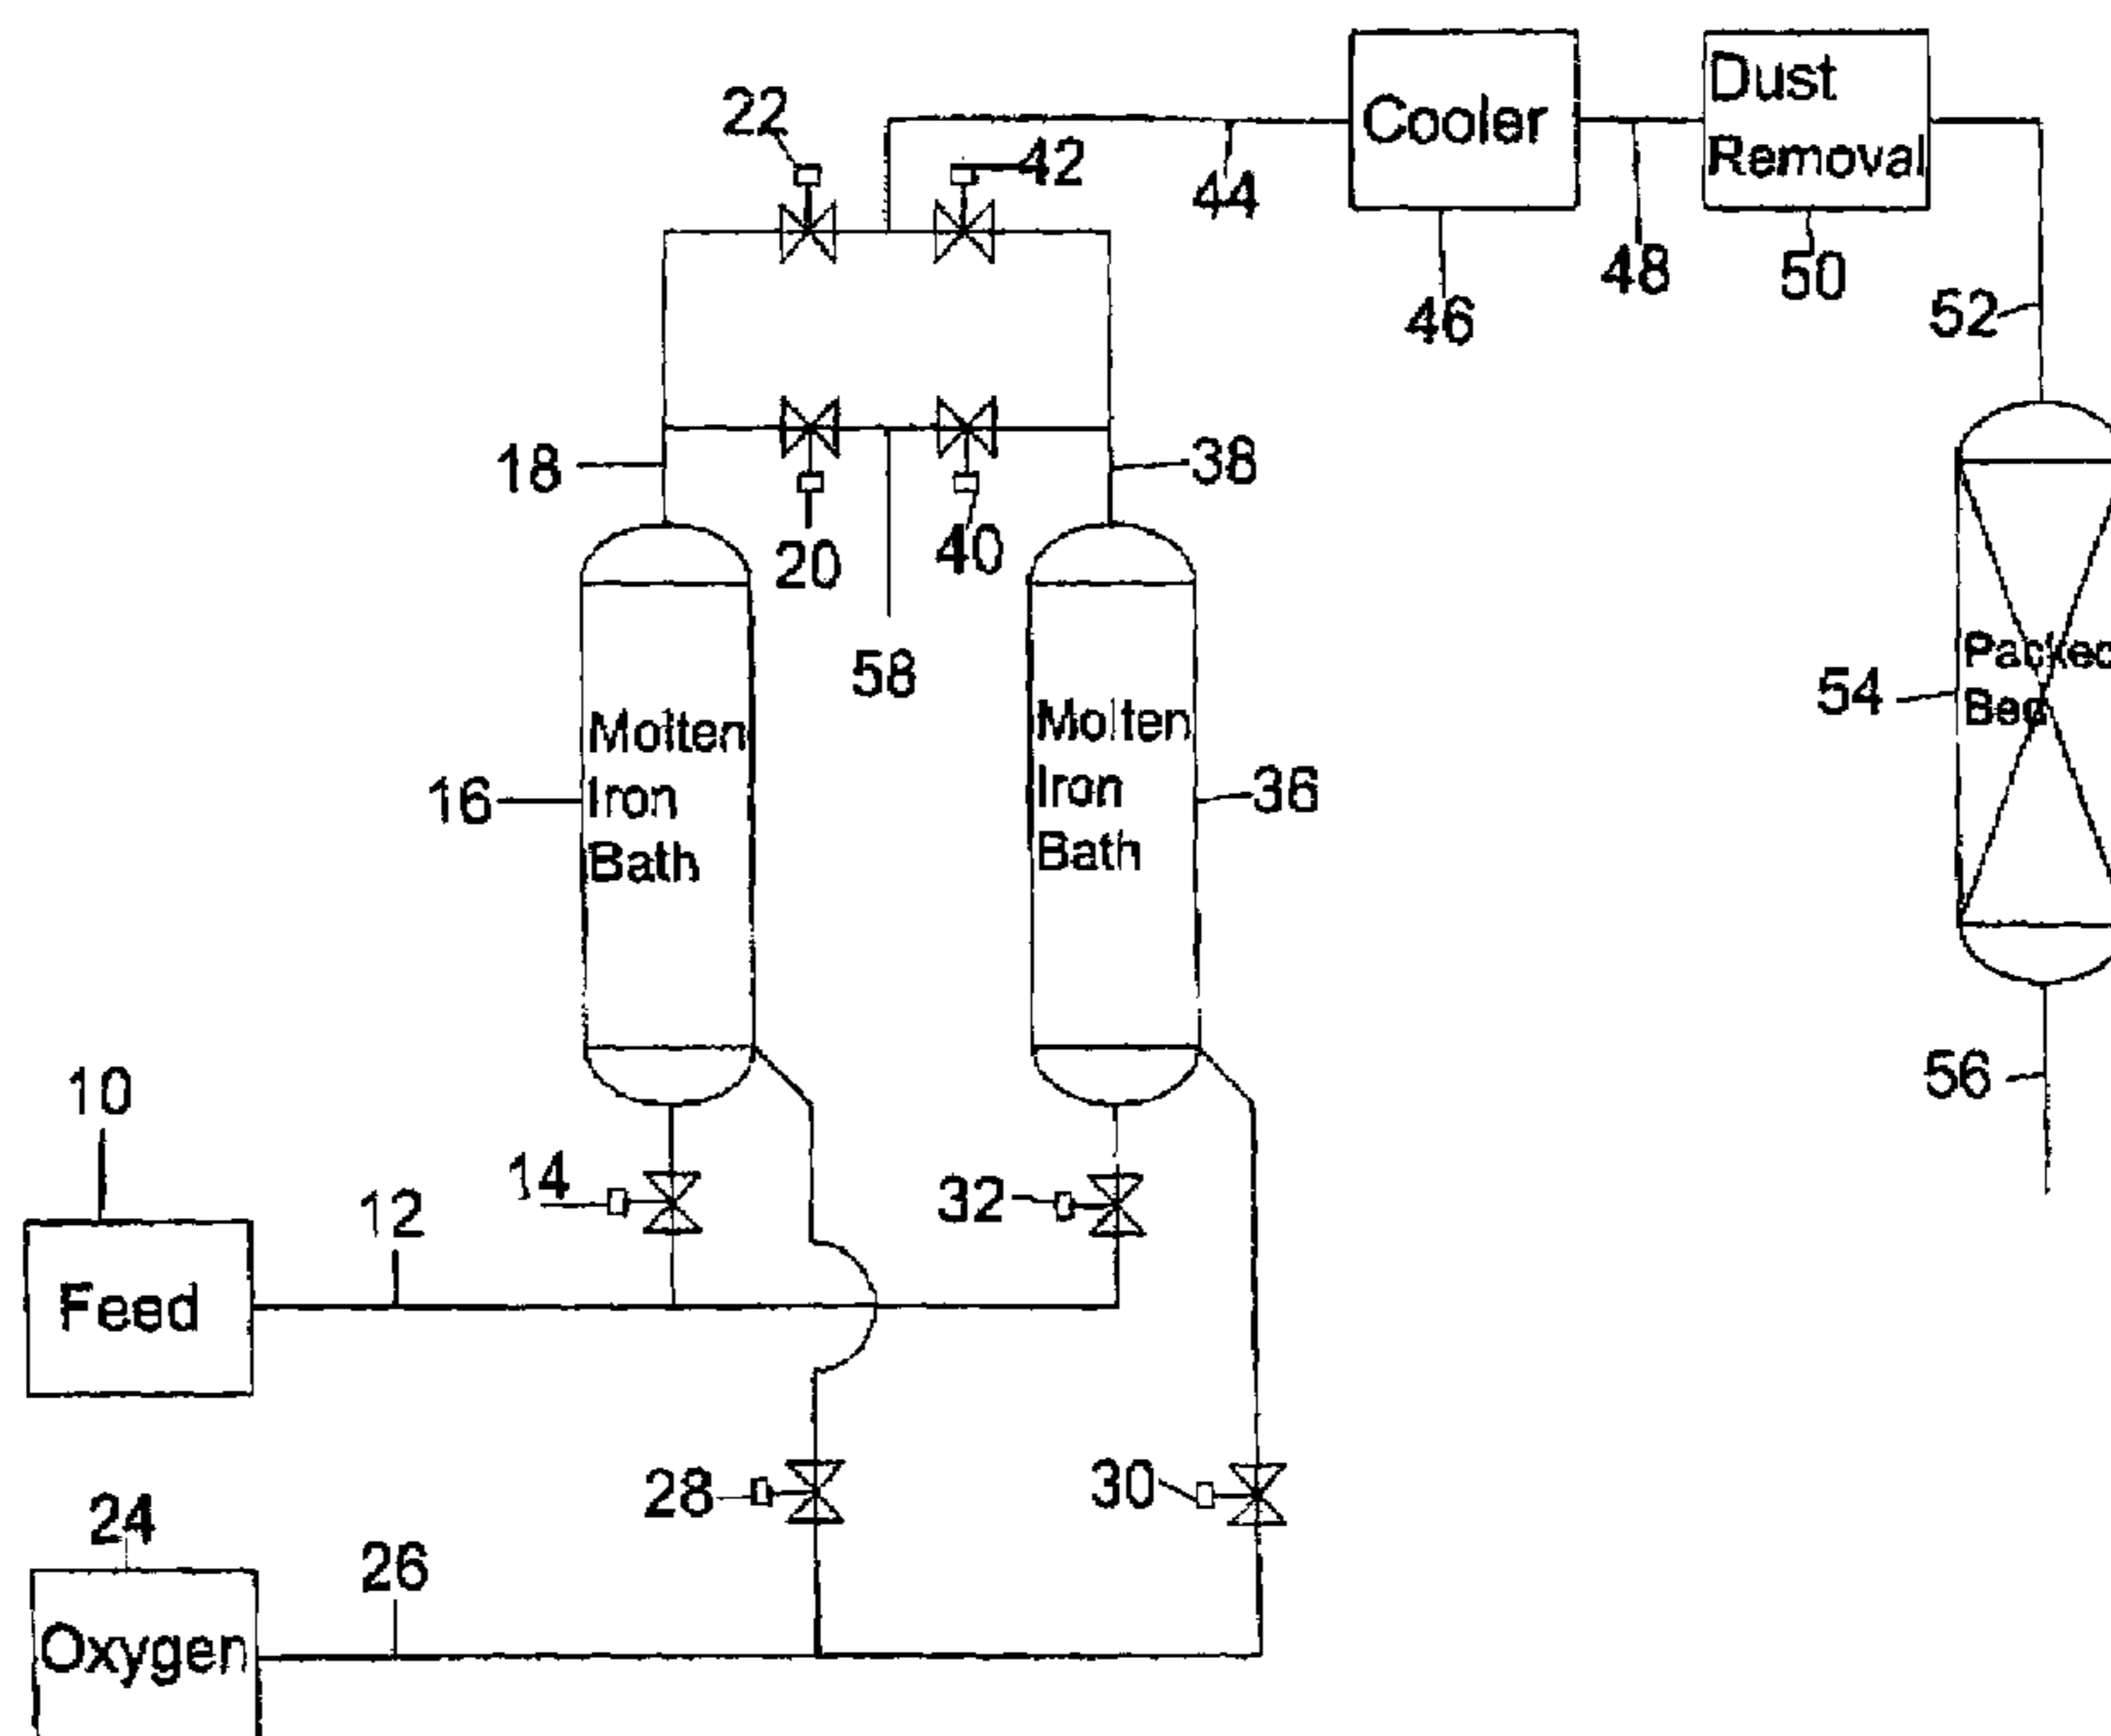 22
42
44
Cooler
46
48
Dust
Removal
50
52
18
20
40
38
58
Molten
Iron
Bath
16
Molten
Iron
Bath
36
Packed
Bed
54
56
10
Feed
12
14
32
28
30
24
26
Oxygen